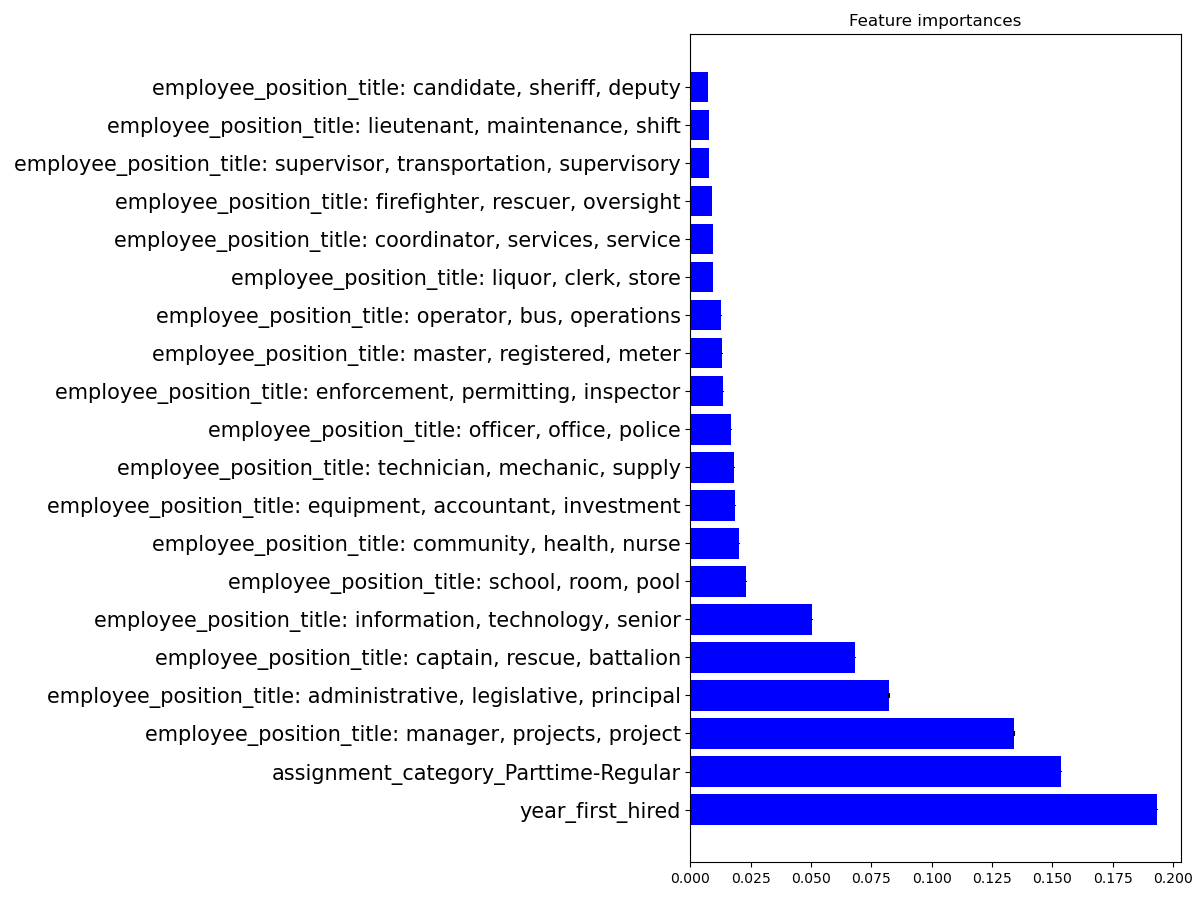 Feature importances
employee_position_title: candidate, sheriff, deputy
employee_position_title: lieutenant, maintenance, shift
employee_position_title: supervisor, transportation, supervisory
employee_position_title: firefighter, rescuer, oversight
employee_position_title: coordinator, services, service
employee_position_title: liquor, clerk, store
employee_position_title: operator, bus, operations
employee_position_title: master, registered, meter
employee_position_title: enforcement, permitting, inspector
employee_position_title: officer, office, police
employee_position_title: technician, mechanic, supply
employee_position_title: equipment, accountant, investment
employee_position_title: community, health, nurse
employee_position_title: school, room, pool
employee_position_title: information, technology, senior
employee_position_title: captain, rescue, battalion
employee_position_title: administrative, legislative, principal
employee_position_title: manager, projects, project
assignment_category_Parttime-Regular
year_first_hired
0.000 0.025 0.050 0.075 0.100 0.125 0.150 0.175 0.200